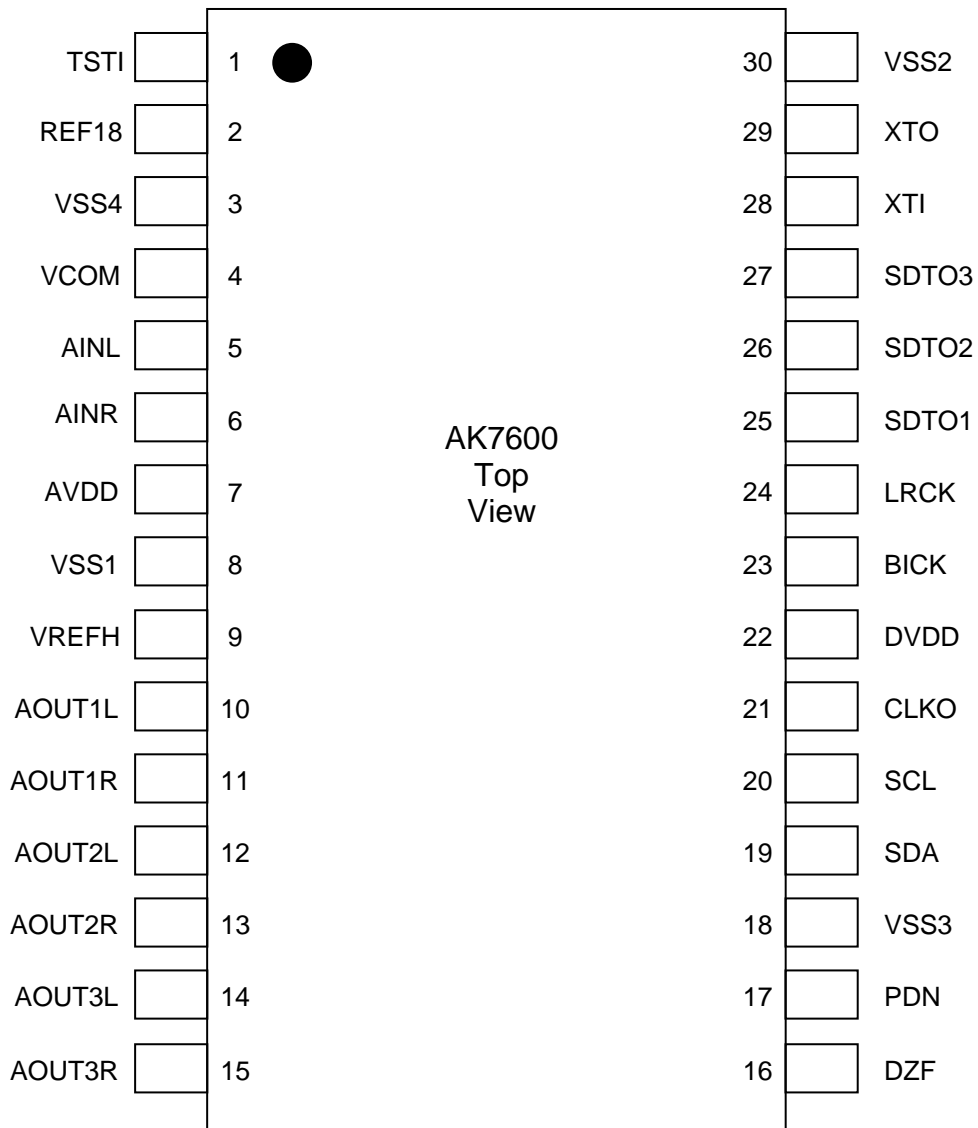 TSTI 1 30 VSS2
REF18 2 29 XTO
VSS4 3 28 XTI
VCOM 4 27 SDTO3
AINL 5 26 SDTO2
AINR 6 25 SDTO1
AK7600
Top
View
AVDD 7 24 LRCK
VSS1 8 23 BICK
VREFH 9 22 DVDD
AOUT1L 10 21 CLKO
AOUT1R 11 20 SCL
AOUT2L 12 19 SDA
AOUT2R 13 18 VSS3
AOUT3L 14 17 PDN
AOUT3R 15 16 DZF